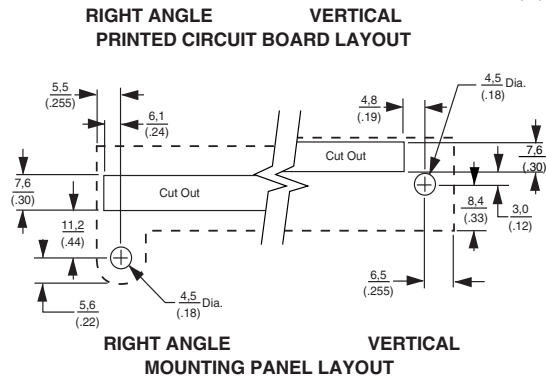 RIGHT ANGLE VERTICAL
PRINTED CIRCUIT BOARD LAYOUT
5,5
(.255)
6,1
(.24)
4,8
(.19)
4,5 Dia.
(.18)
7,6
(.30)
Cut Out
Cut Out
7,6
(.30)
11,2
(.44)
8,4
(.33)
3,0
(.12)
5,6
(.22)
4,5 Dia.
(.18)
6,5
(.255)
RIGHT ANGLE VERTICAL
MOUNTING PANEL LAYOUT